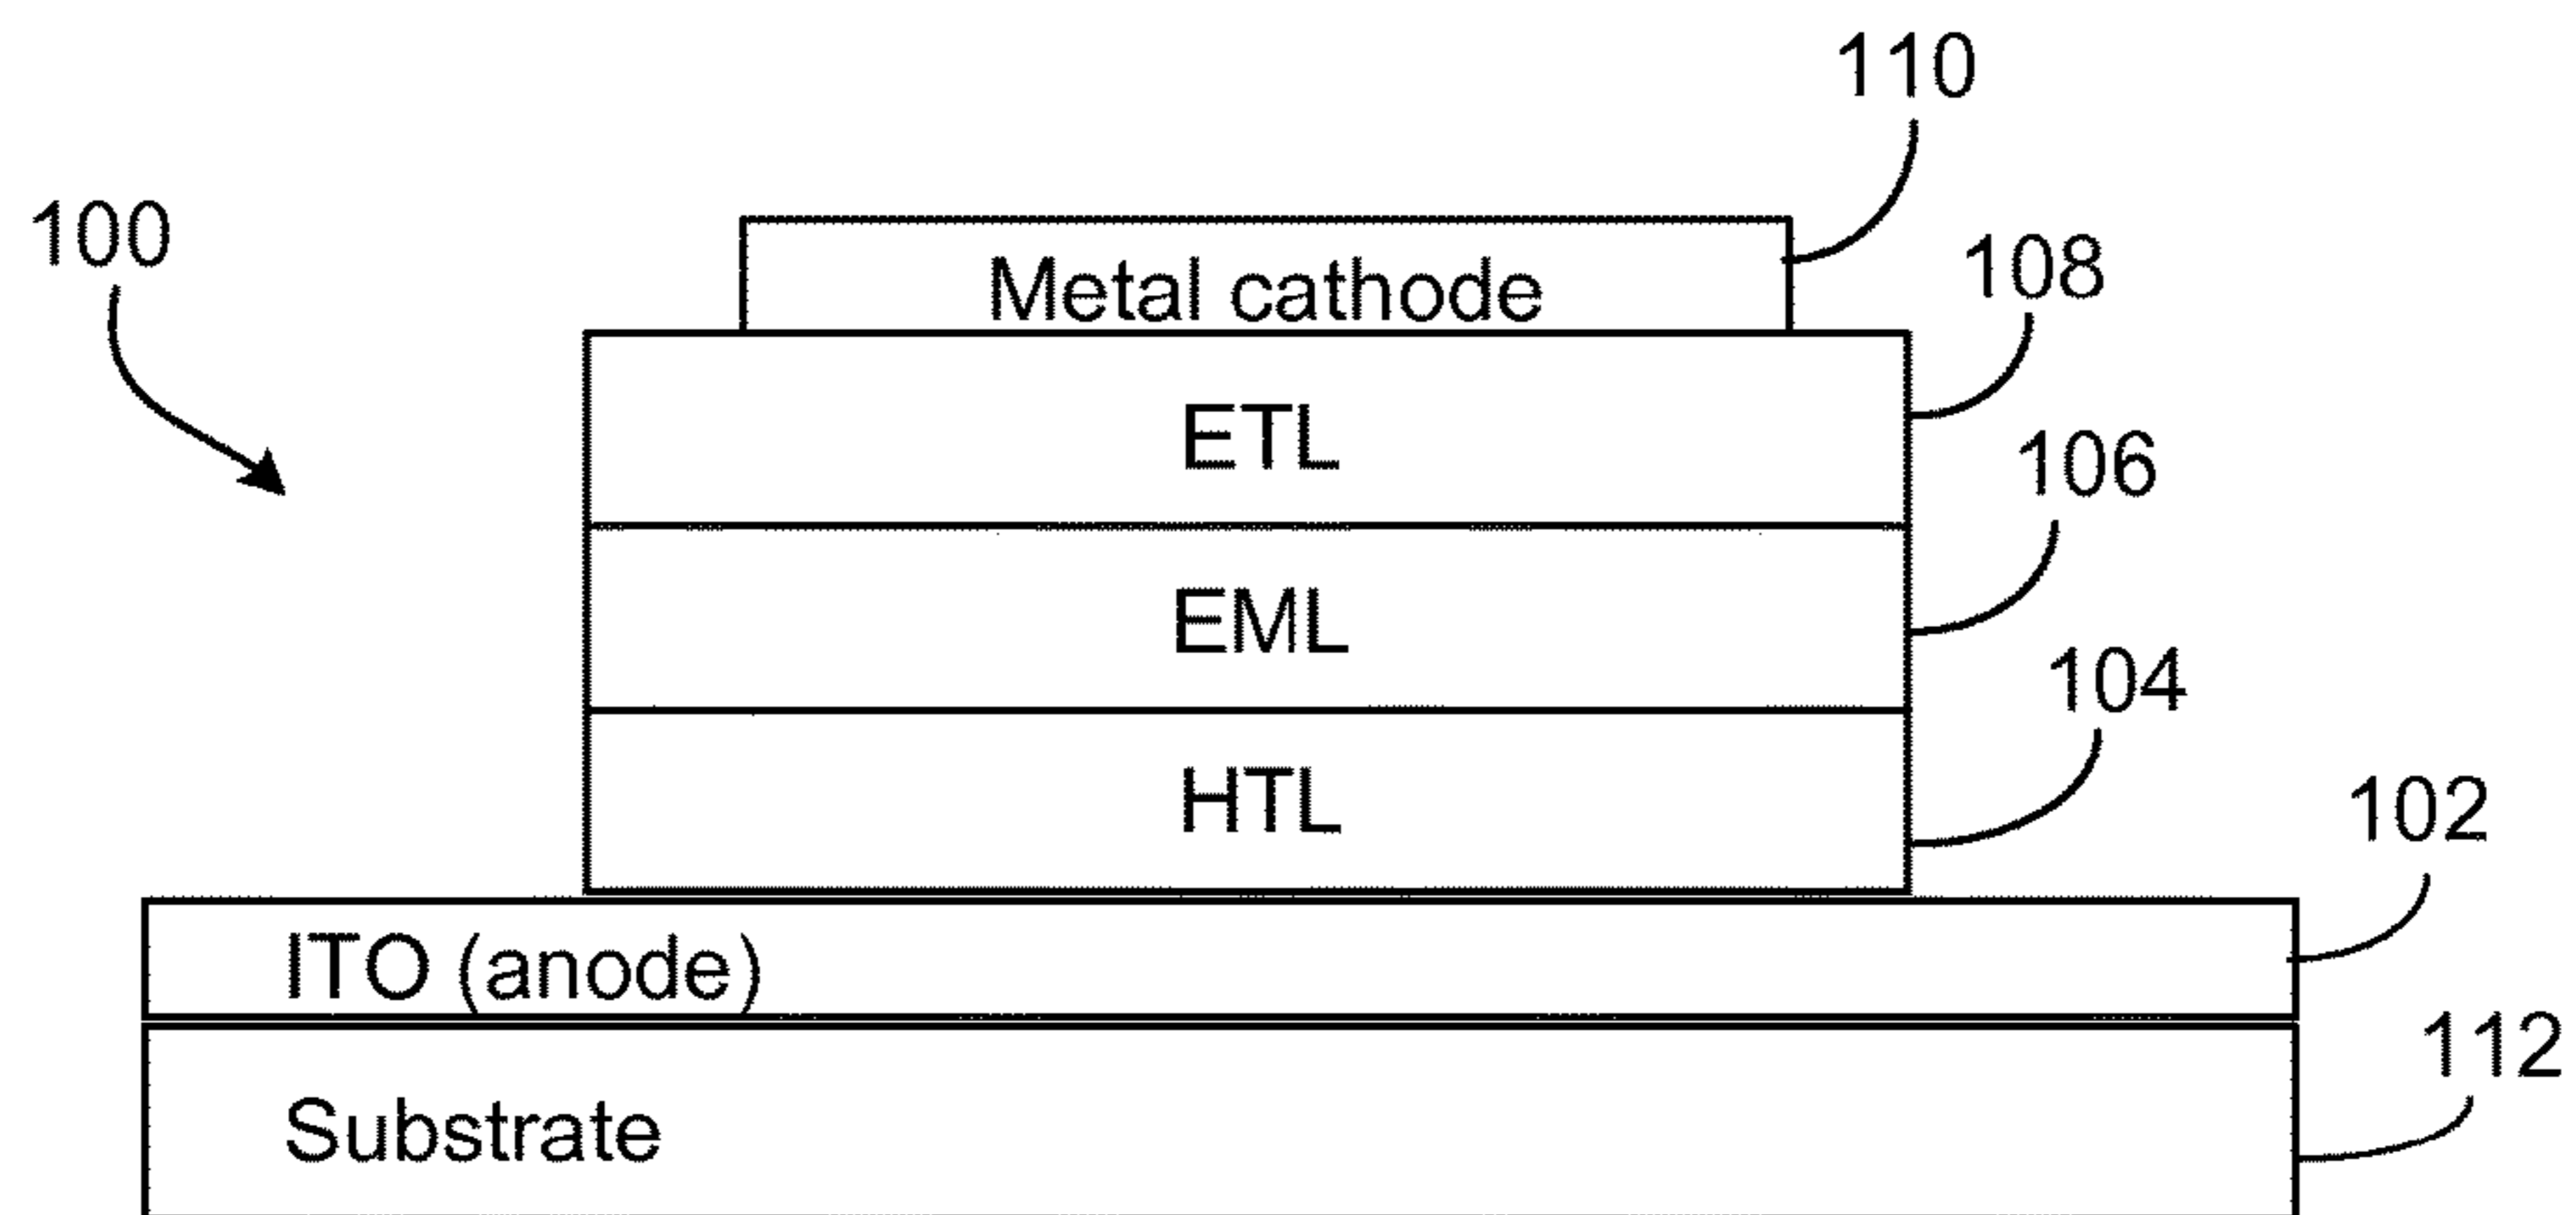 110
100
Metal cathode
108
ETL
106
EML
104
HTL
102
ITO (anode)
112
Substrate